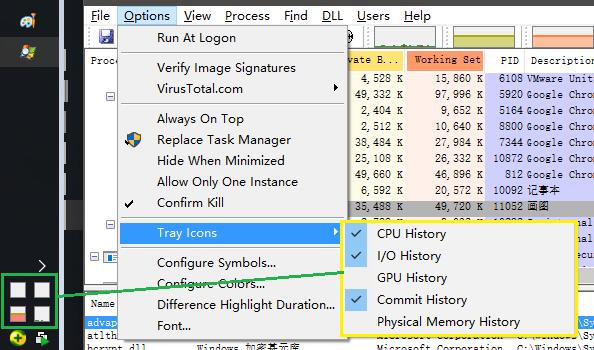 File Options View Process Find DLL Users Help
Run At Logon
Verify Image Signatures
VirusTotal.com
Always On Top
Replace Task Manager
Hide When Minimized
Allow Only One Instance
Confirm Kill
Tray Icons
Configure Symbols...
Configure Colors...
Difference Highlight Duration...
Font...
CPU History
I/O History
GPU History
Commit History
Physical Memory History
Proce
vate B... Working Set PID Descriptio
4,528 K 15,860 K 6108 VMware Unit
49,332 K 97,996 K 5920 Google Chro
2,404 K 9,652 K 5164 Google Chro
2,512 K 10,640 K 8800 Google Chro
38,484 K 27,984 K 7344 Google Chro
25,108 K 26,332 K 10872 Google Chro
49,660 K 46,896 K 812 Google Chro
6,592 K 20,572 K 10092 记事本
35,488 K 49,720 K 11052 画图
Name
advap
atlth
bcrypt.dll Windows 加密基元库 Microsoft Corporation C:\Windows\Sys